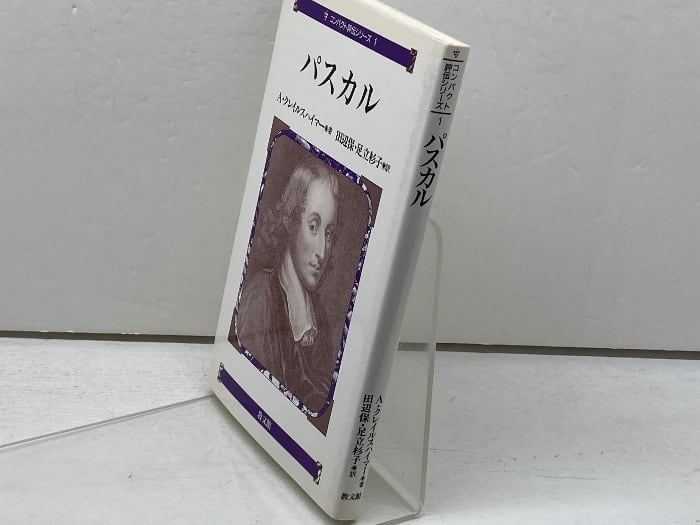 コンパクト評伝シリーズ 1
パスカル
A・クレイルスハイマー●著 田辺保・足立杉子●訳
教文館
コンパクト
評伝シリーズ
1
パスカル
A・クレイルスハイマー●著
田辺保・足立杉子●訳
教文館